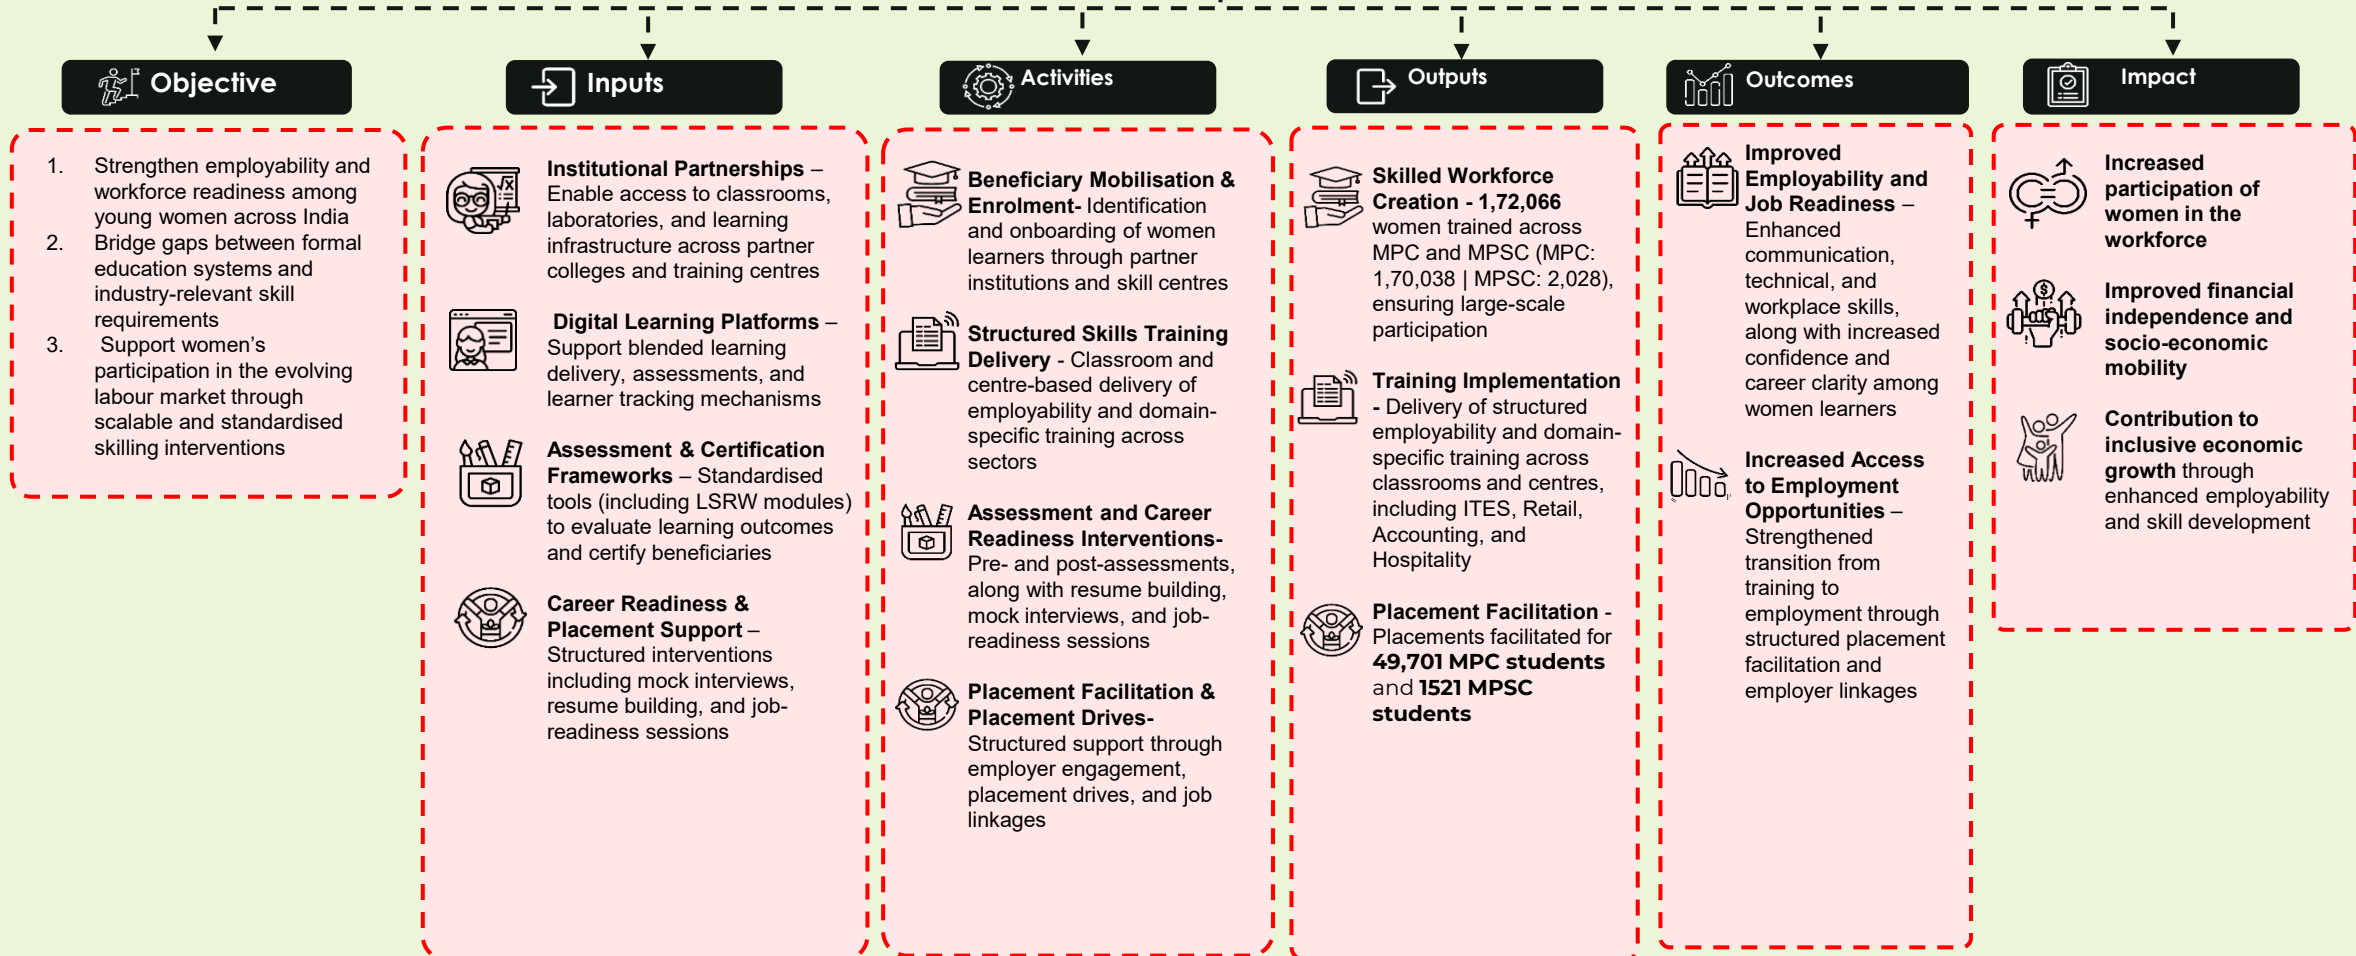 Objective
1. Strengthen employability and
workforce readiness among
young women across India
2. Bridge gaps between formal
education systems and
industry-relevant skill
requirements
3. Support women's
participation in the evolving
labour market through
scalable and standardised
skilling interventions
Inputs
Institutional Partnerships –
Enable access to classrooms,
laboratories, and learning
infrastructure across partner
colleges and training centres
Digital Learning Platforms –
Support blended learning
delivery, assessments, and
learner tracking mechanisms
Assessment & Certification
Frameworks – Standardised
tools (including LSRW modules)
to evaluate learning outcomes
and certify beneficiaries
Career Readiness &
Placement Support –
Structured interventions
including mock interviews,
resume building, and job-
readiness sessions
Activities
Beneficiary Mobilisation &
Enrolment- Identification
and onboarding of women
learners through partner
institutions and skill centres
Structured Skills Training
Delivery - Classroom and
centre-based delivery of
employability and domain-
specific training across
sectors
Assessment and Career
Readiness Interventions-
Pre- and post-assessments,
along with resume building,
mock interviews, and job-
readiness sessions
Placement Facilitation &
Placement Drives-
Structured support through
employer engagement,
placement drives, and job
linkages
Outputs
Skilled Workforce
Creation - 1,72,066
women trained across
MPC and MPSC (MPC:
1,70,038 | MPSC: 2,028),
ensuring large-scale
participation
Training Implementation
- Delivery of structured
employability and domain-
specific training across
classrooms and centres,
including ITES, Retail,
Accounting, and
Hospitality
Placement Facilitation -
Placements facilitated for
49,701 MPC students
and 1521 MPSC
students
Outcomes
Improved
Employability and
Job Readiness –
Enhanced
communication,
technical, and
workplace skills,
along with increased
confidence and
career clarity among
women learners
Increased Access
to Employment
Opportunities –
Strengthened
transition from
training to
employment through
structured placement
facilitation and
employer linkages
Impact
Increased
participation of
women in the
workforce
Improved financial
independence and
socio-economic
mobility
Contribution to
inclusive economic
growth through
enhanced employability
and skill development